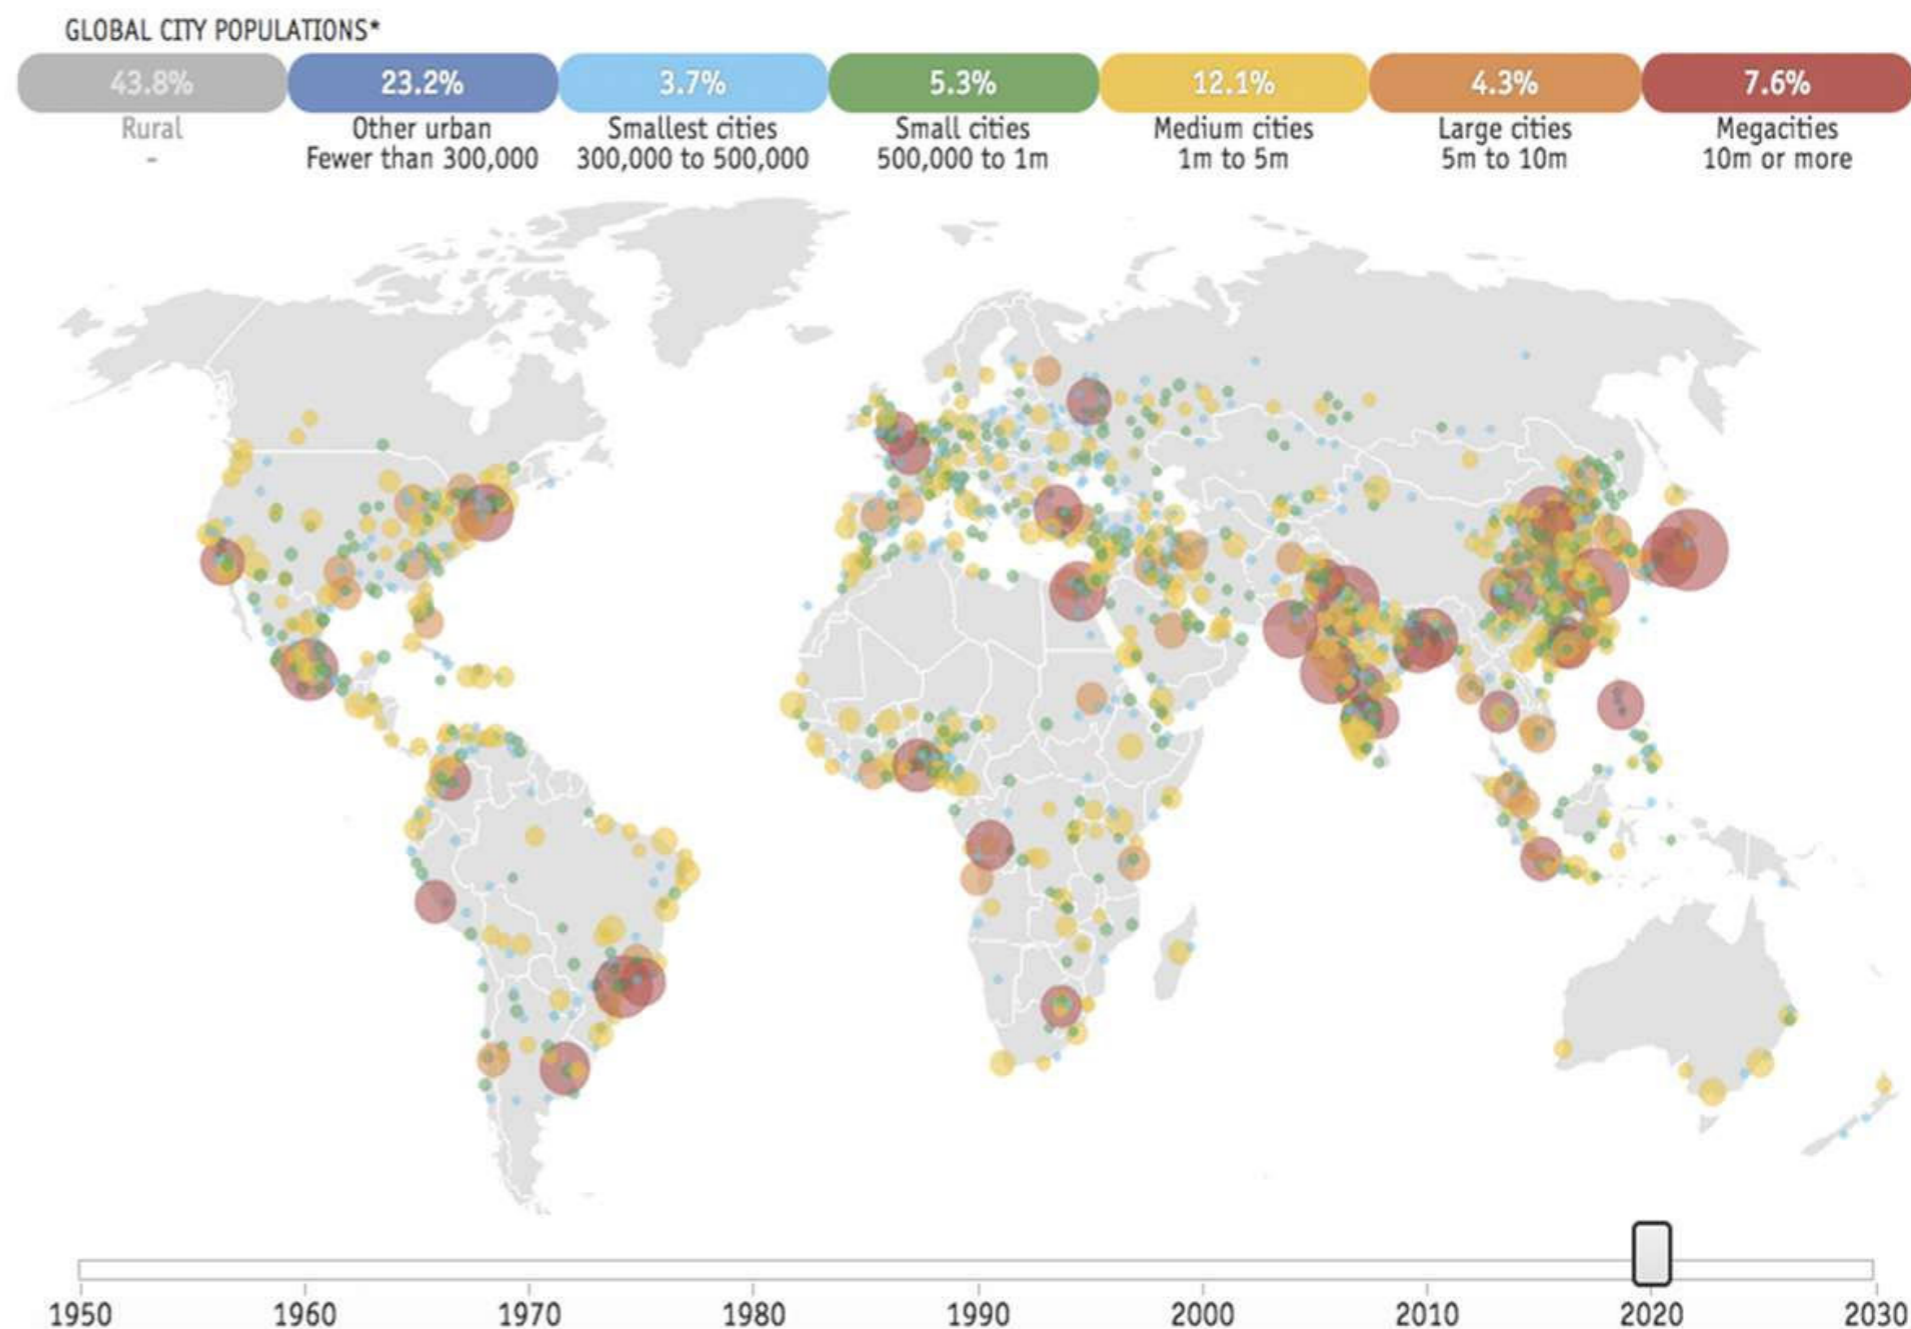 GLOBAL CITY POPULATIONS*
43.8% 23.2% 3.7% 5.3% 12.1% 4.3% 7.6%
Rural Other urban Smallest cities Small cities Medium cities Large cities Megacities
- Fewer than 300,000 300,000 to 500,000 500,000 to 1m 1m to 5m 5m to 10m 10m or more
1950 1960 1970 1980 1990 2000 2010 2020 2030